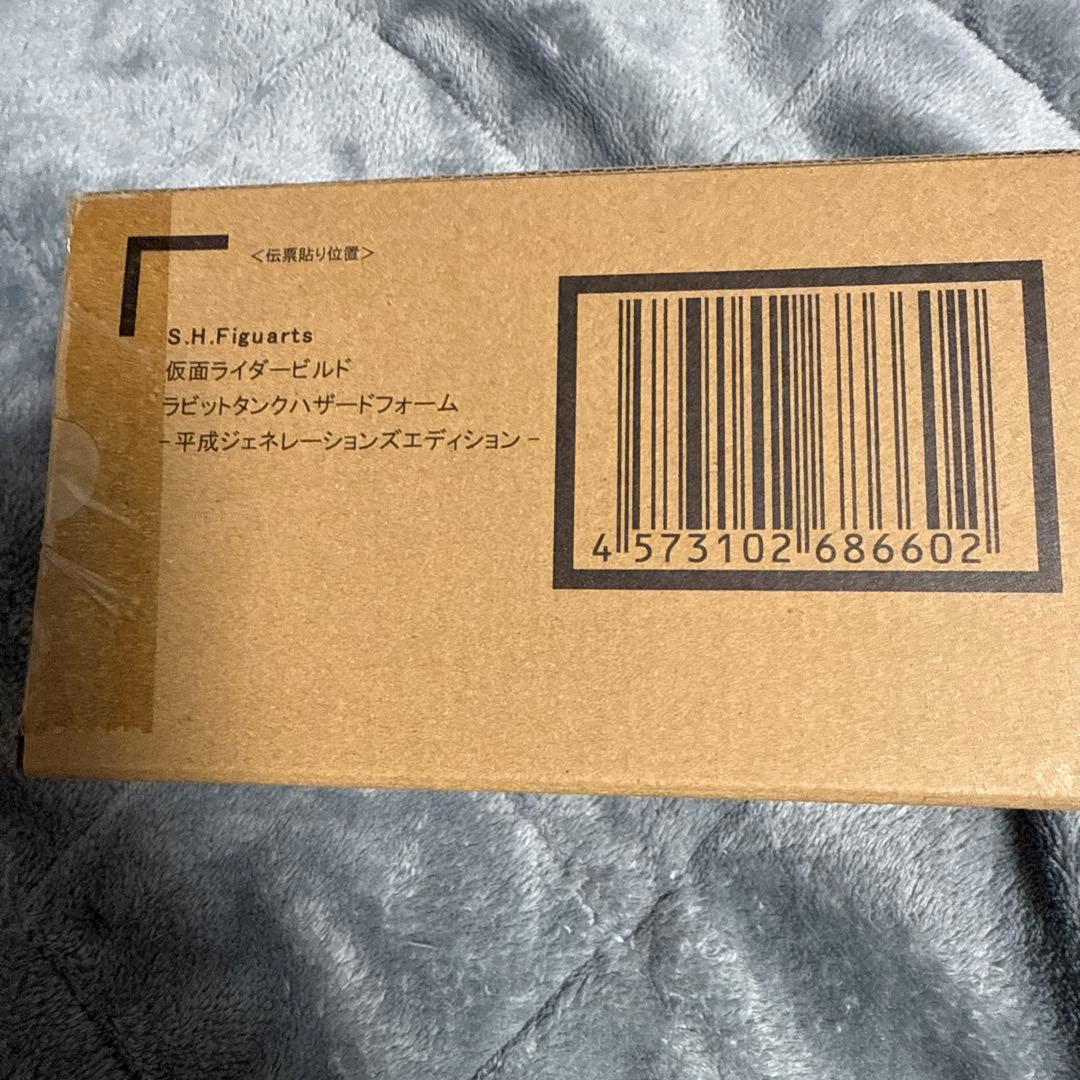 <伝票貼り位置>
S.H.Figuarts
仮面ライダービルド
ラビットタンクハザードフォーム
-平成ジェネレーションズエディション-
4 573102 686602